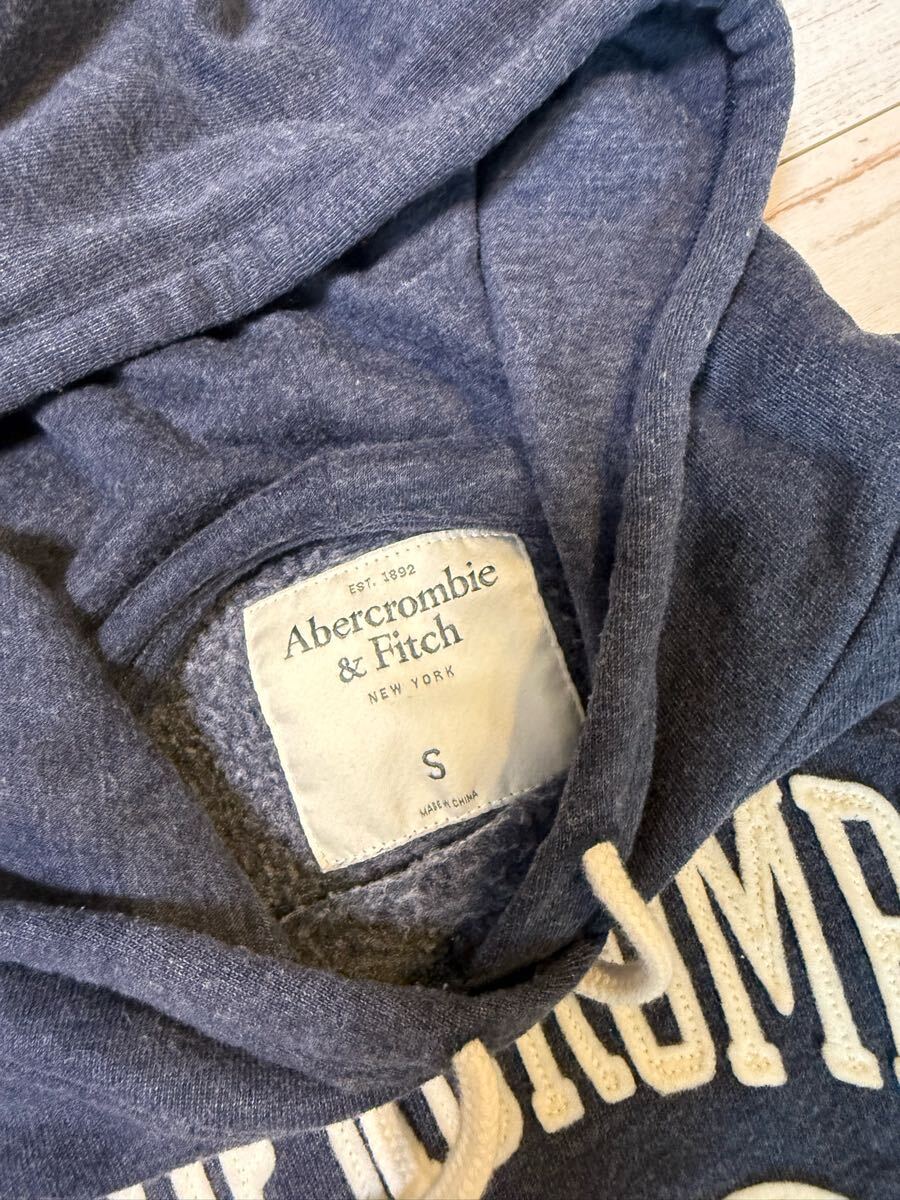 EST. 1892
Abercrombie
& Fitch
NEW YORK
S
MADE IN CHINA